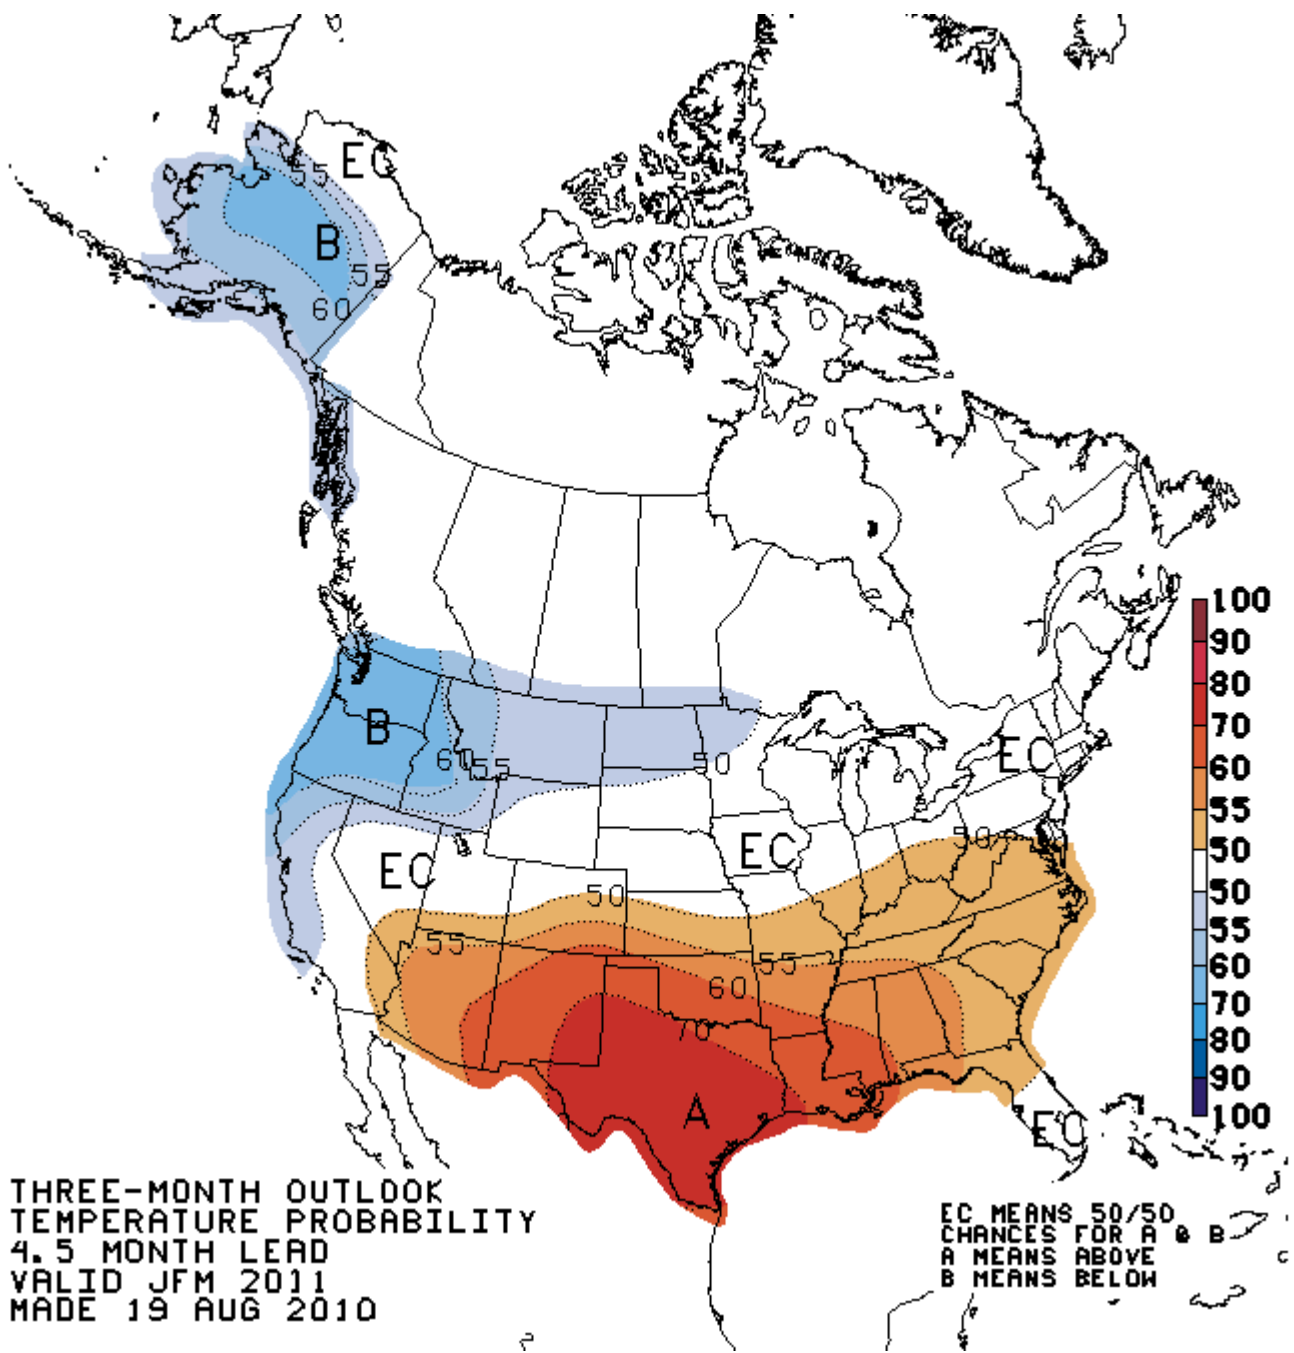 EC
55
B
55
60
B
60
55
50
EC
EC
EC
50
50
55
55
60
70
A
EC
100
90
80
70
60
55
50
50
55
60
70
80
90
100
THREE-MONTH OUTLOOK
TEMPERATURE PROBABILITY
4.5 MONTH LEAD
VALID JFM 2011
MADE 19 AUG 2010
EC MEANS 50/50
CHANCES FOR A & B
A MEANS ABOVE
B MEANS BELOW